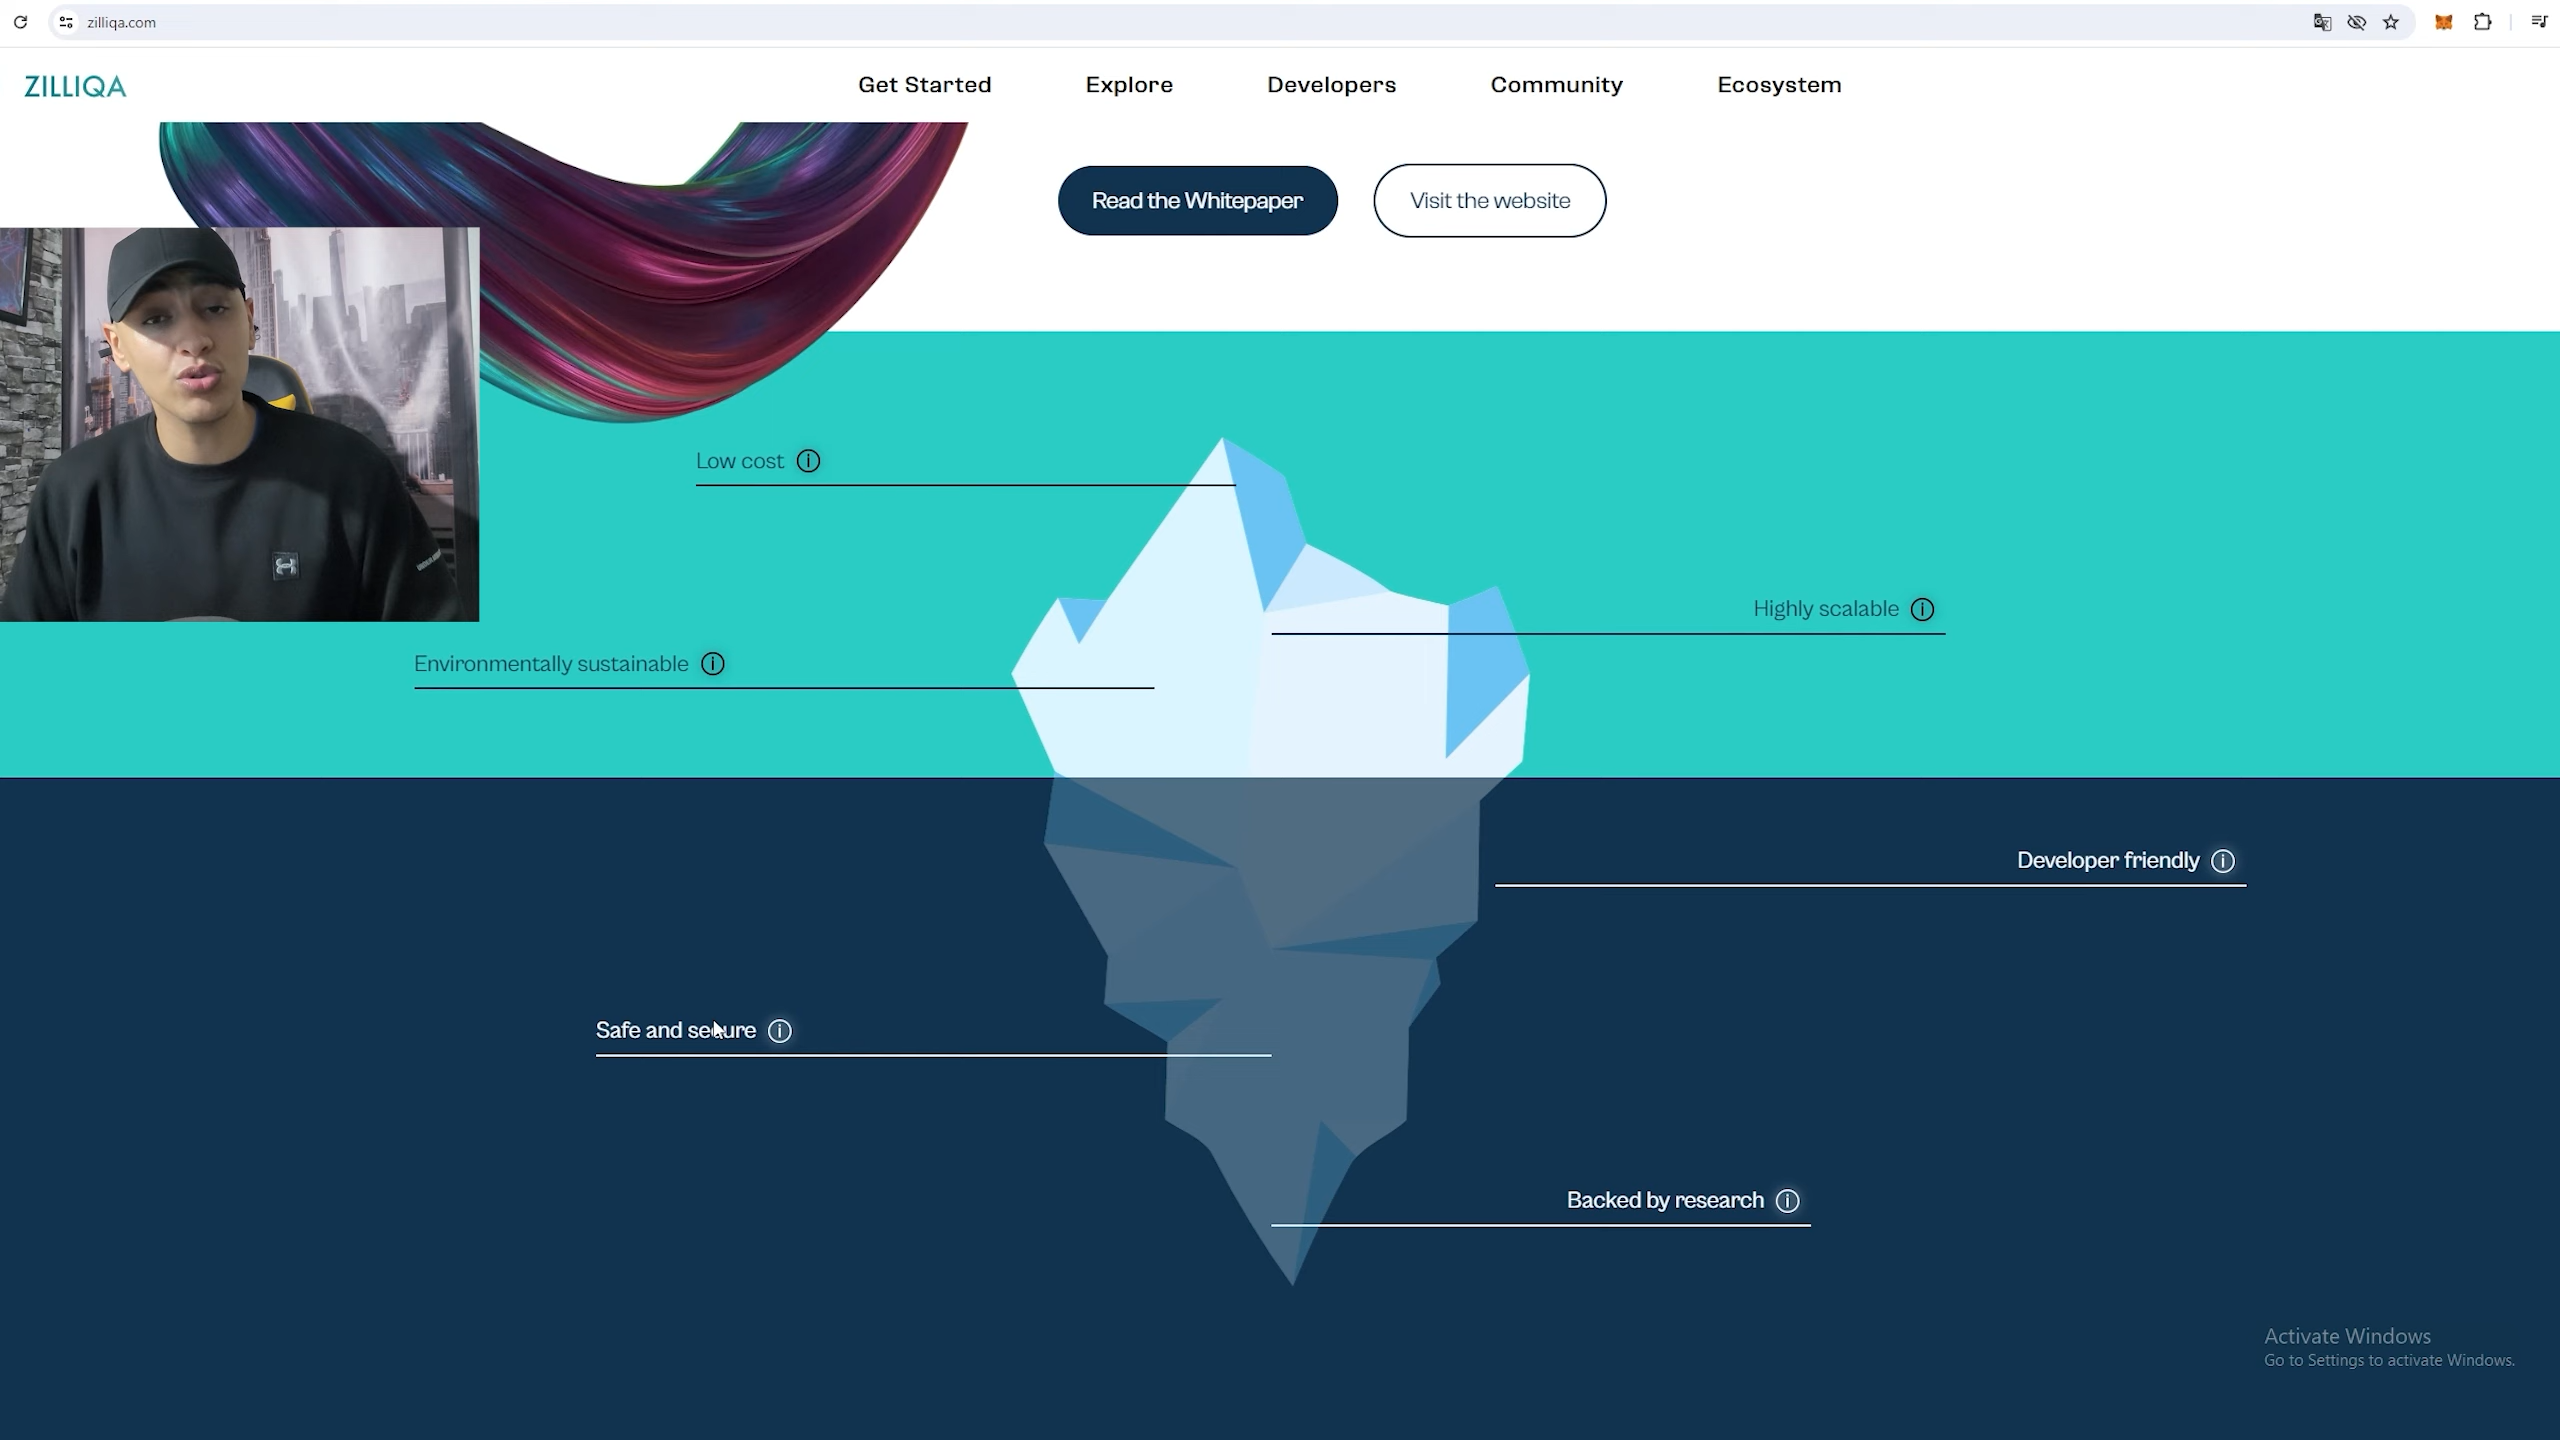 zilliqa.com
ZILLIQA
Get Started Explore Developers Community Ecosystem
Read the Whitepaper Visit the website
Low cost
Highly scalable
Environmentally sustainable
Developer friendly
Safe and secure
Backed by research
Activate Windows
Go to Settings to activate Windows.